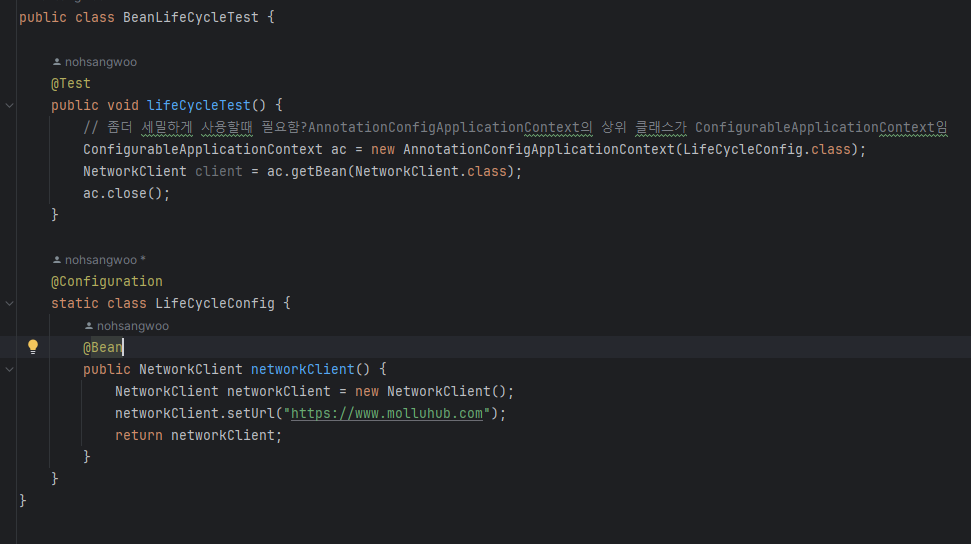 public class BeanLifeCycleTest {
nohsangwoo
@Test
public void lifeCycleTest() {
// 좀더 세밀하게 사용할때 필요함?AnnotationConfigApplicationContext의 상위 클래스가 ConfigurableApplicationContext임
ConfigurableApplicationContext ac = new AnnotationConfigApplicationContext(LifeCycleConfig.class);
NetworkClient client = ac.getBean(NetworkClient.class);
ac.close();
}
nohsangwoo *
@Configuration
static class LifeCycleConfig {
nohsangwoo
@Bean
public NetworkClient networkClient() {
NetworkClient networkClient = new NetworkClient();
networkClient.setUrl("https://www.molluhub.com");
return networkClient;
}
}
}